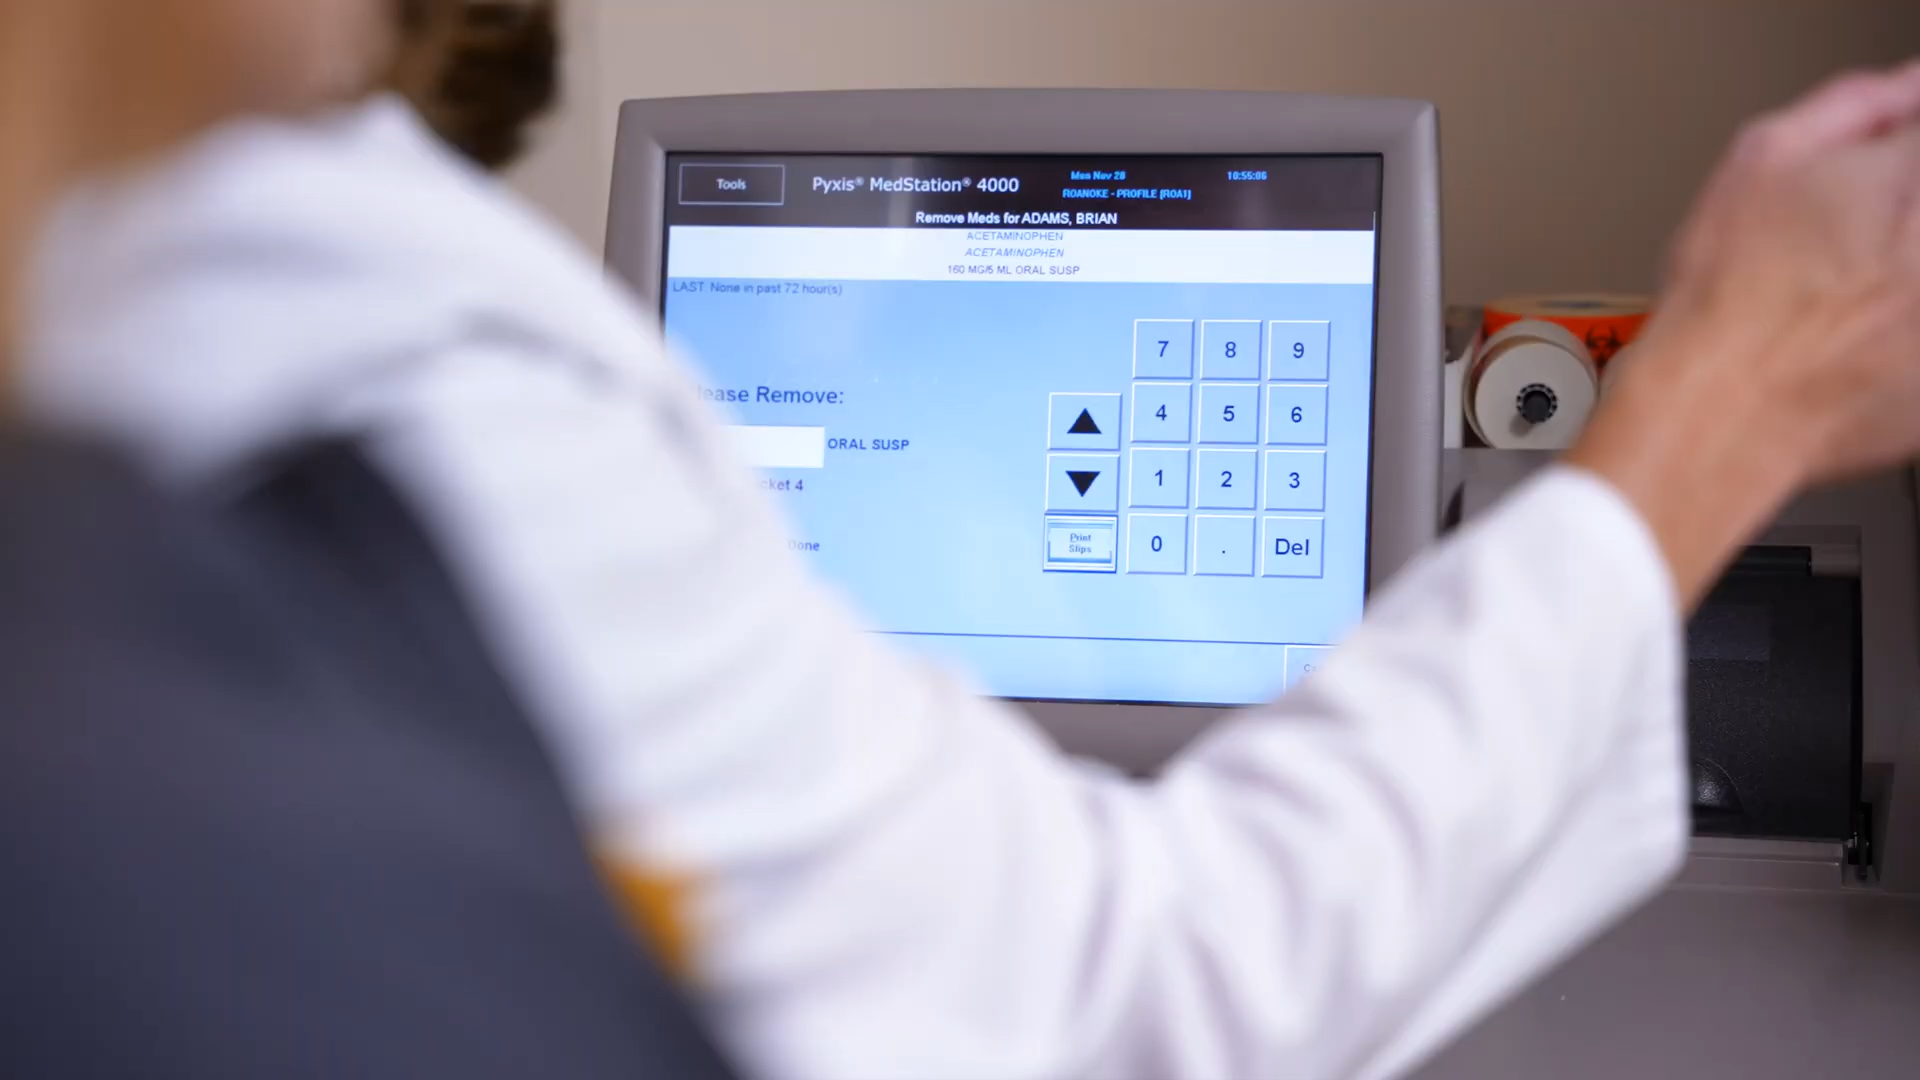 Tools
Pyxis® MedStation® 4000
Mon Nov 28
10:55:06
ROANOKE - PROFILE [ROA1]
Remove Meds for ADAMS, BRIAN
ACETAMINOPHEN
ACETAMINOPHEN
160 MG/5 ML ORAL SUSP
LAST: None in past 72 hour(s)
7 8 9
ease Remove:
4 5 6
ORAL SUSP
cket 4
1 2 3
Print
Slips
0 . Del
Done